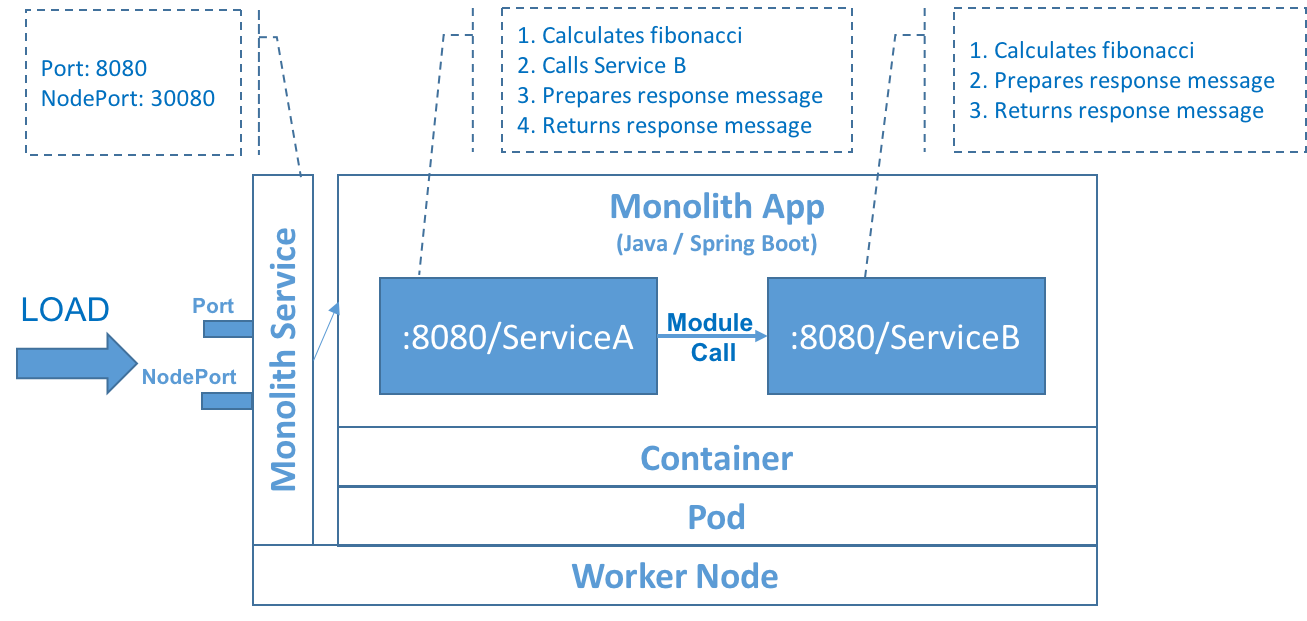 Port: 8080
NodePort: 30080
1. Calculates fibonacci
2. Calls Service B
3. Prepares response message
4. Returns response message
1. Calculates fibonacci
2. Prepares response message
3. Returns response message
LOAD
Port
NodePort
Monolith Service
Monolith App
(Java / Spring Boot)
:8080/ServiceA
Module
Call
:8080/ServiceB
Container
Pod
Worker Node